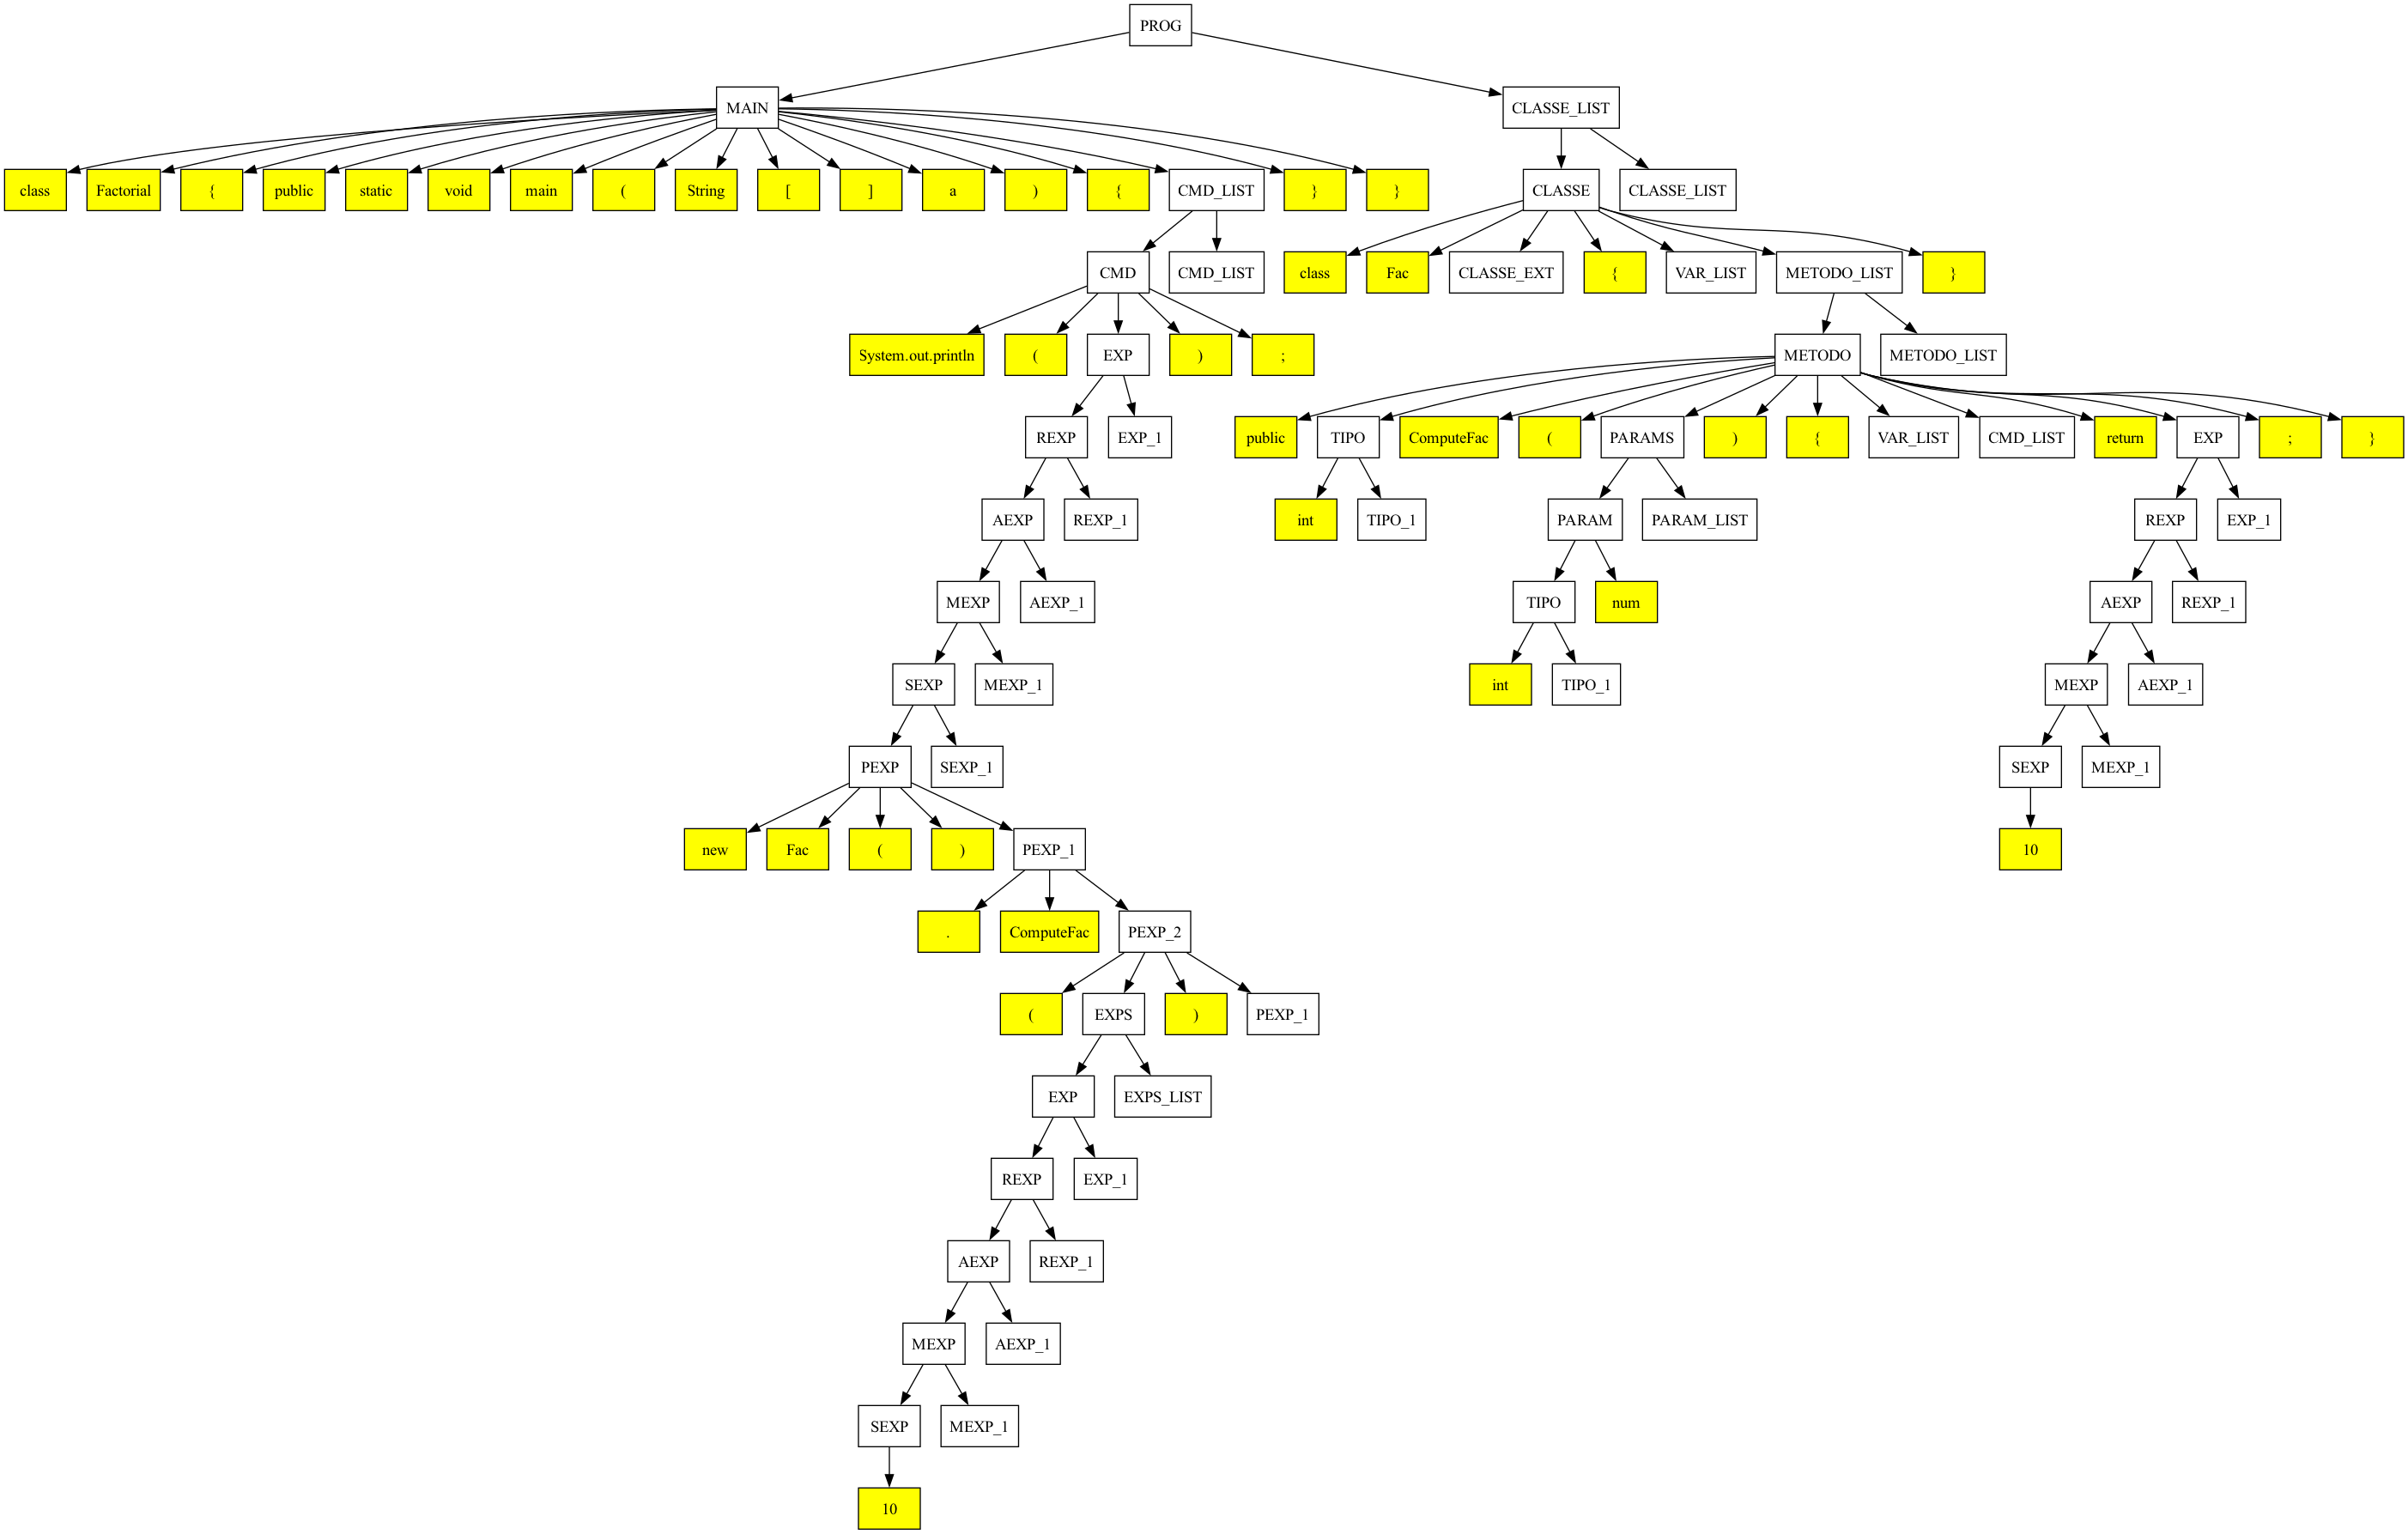 PROG
MAIN CLASSE_LIST
class Factorial { public static void main ( String [ ] a ) { CMD_LIST } } CLASSE CLASSE_LIST
CMD CMD_LIST class Fac CLASSE_EXT { VAR_LIST METODO_LIST }
System.out.println ( EXP ) ; METODO METODO_LIST
REXP EXP_1 public TIPO ComputeFac ( PARAMS ) { VAR_LIST CMD_LIST return EXP ; }
AEXP REXP_1 int TIPO_1 PARAM PARAM_LIST REXP EXP_1
MEXP AEXP_1 TIPO num AEXP REXP_1
SEXP MEXP_1 int TIPO_1 MEXP AEXP_1
PEXP SEXP_1 SEXP MEXP_1
new Fac ( ) PEXP_1 10
. ComputeFac PEXP_2
( EXPS ) PEXP_1
EXP EXPS_LIST
REXP EXP_1
AEXP REXP_1
MEXP AEXP_1
SEXP MEXP_1
10